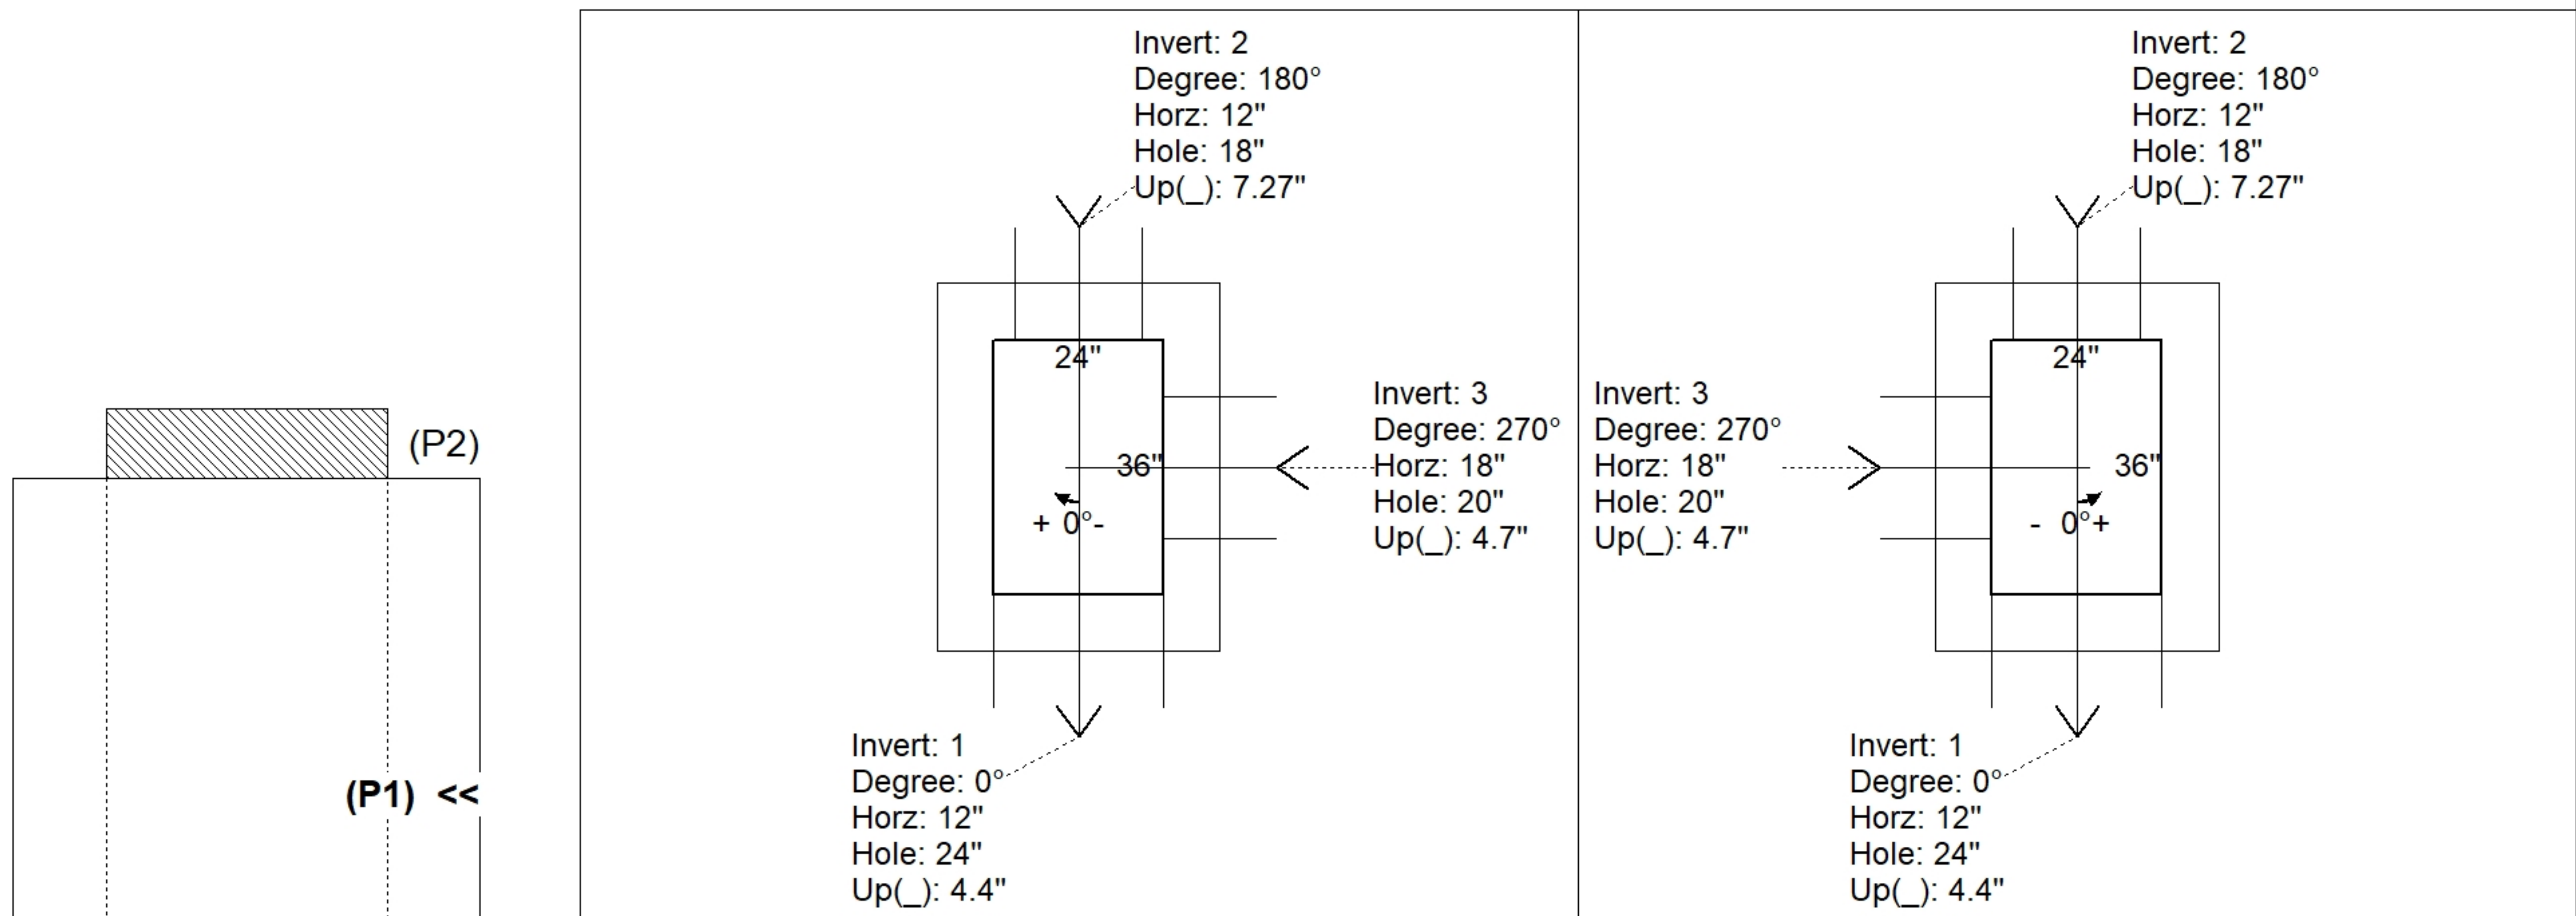 (P2)
(P1) <<
Invert: 2
Degree: 180°
Horz: 12"
Hole: 18"
Up(_): 7.27"
24"
36"
+ 0°-
Invert: 3
Degree: 270°
Horz: 18"
Hole: 20"
Up(_): 4.7"
Invert: 1
Degree: 0°
Horz: 12"
Hole: 24"
Up(_): 4.4"
Invert: 2
Degree: 180°
Horz: 12"
Hole: 18"
Up(_): 7.27"
Invert: 3
Degree: 270°
Horz: 18"
Hole: 20"
Up(_): 4.7"
24"
36"
- 0°+
Invert: 1
Degree: 0°
Horz: 12"
Hole: 24"
Up(_): 4.4"